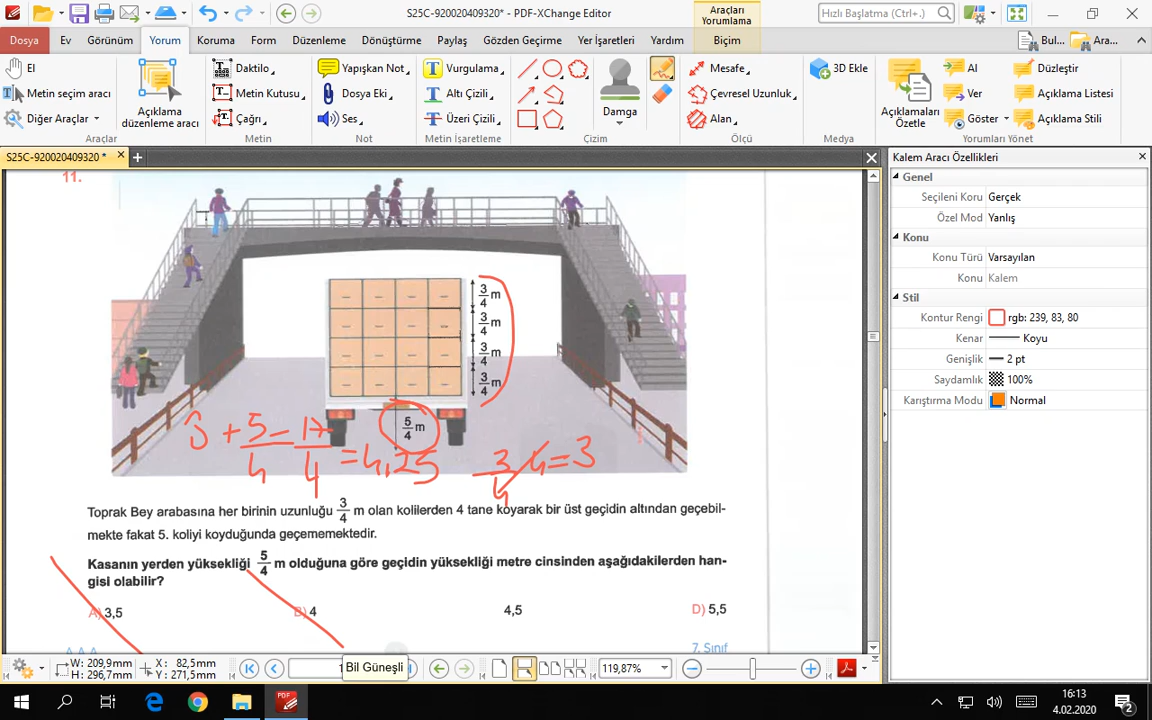 S25C-920020409320* - PDF-XChange Editor
Araçları Yorumlama
Hızlı Başlatma (Ctrl+.)
Dosya
Ev
Görünüm
Yorum
Koruma
Form
Düzenleme
Dönüştürme
Paylaş
Gözden Geçirme
Yer İşaretleri
Yardım
Biçim
Bul...
Ara...
El
Metin seçim aracı
Diğer Araçlar
Açıklama düzenleme aracı
Araçlar
Daktilo
Metin Kutusu
Çağrı
Metin
Yapışkan Not
Dosya Eki
Ses
Not
Vurgulama
Altı Çizili
Üzeri Çizili
Metin İşaretleme
Çizim
Damga
Mesafe
Çevresel Uzunluk
Alan
Ölçü
3D Ekle
Medya
Açıklamaları Özetle
Al
Ver
Göster
Düzleştir
Açıklama Listesi
Açıklama Stili
Yorumları Yönet
S25C-920020409320 *
Kalem Aracı Özellikleri
Genel
Seçileni Koru Gerçek
Özel Mod Yanlış
Konu
Konu Türü Varsayılan
Konu Kalem
Stil
Kontur Rengi rgb: 239, 83, 80
Kenar Koyu
Genişlik 2 pt
Saydamlık 100%
Karıştırma Modu Normal
11.
3/4 m
3/4 m
3/4 m
3/4 m
5/4 m
3 + 5/4 = 17/4 = 4,25
3/4 4 = 3
Toprak Bey arabasına her birinin uzunluğu 3/4 m olan kolilerden 4 tane koyarak bir üst geçidin altından geçebil-
mekte fakat 5. koliyi koyduğunda geçememektedir.
Kasanın yerden yüksekliği 5/4 m olduğuna göre geçidin yüksekliği metre cinsinden aşağıdakilerden han-
gisi olabilir?
A) 3,5 B) 4 4,5 D) 5,5
7. Sınıf
W: 209,9mm
H: 296,7mm
X: 82,5mm
Y: 271,5mm
Bil Güneşli
119,87%
16:13
4.02.2020
2